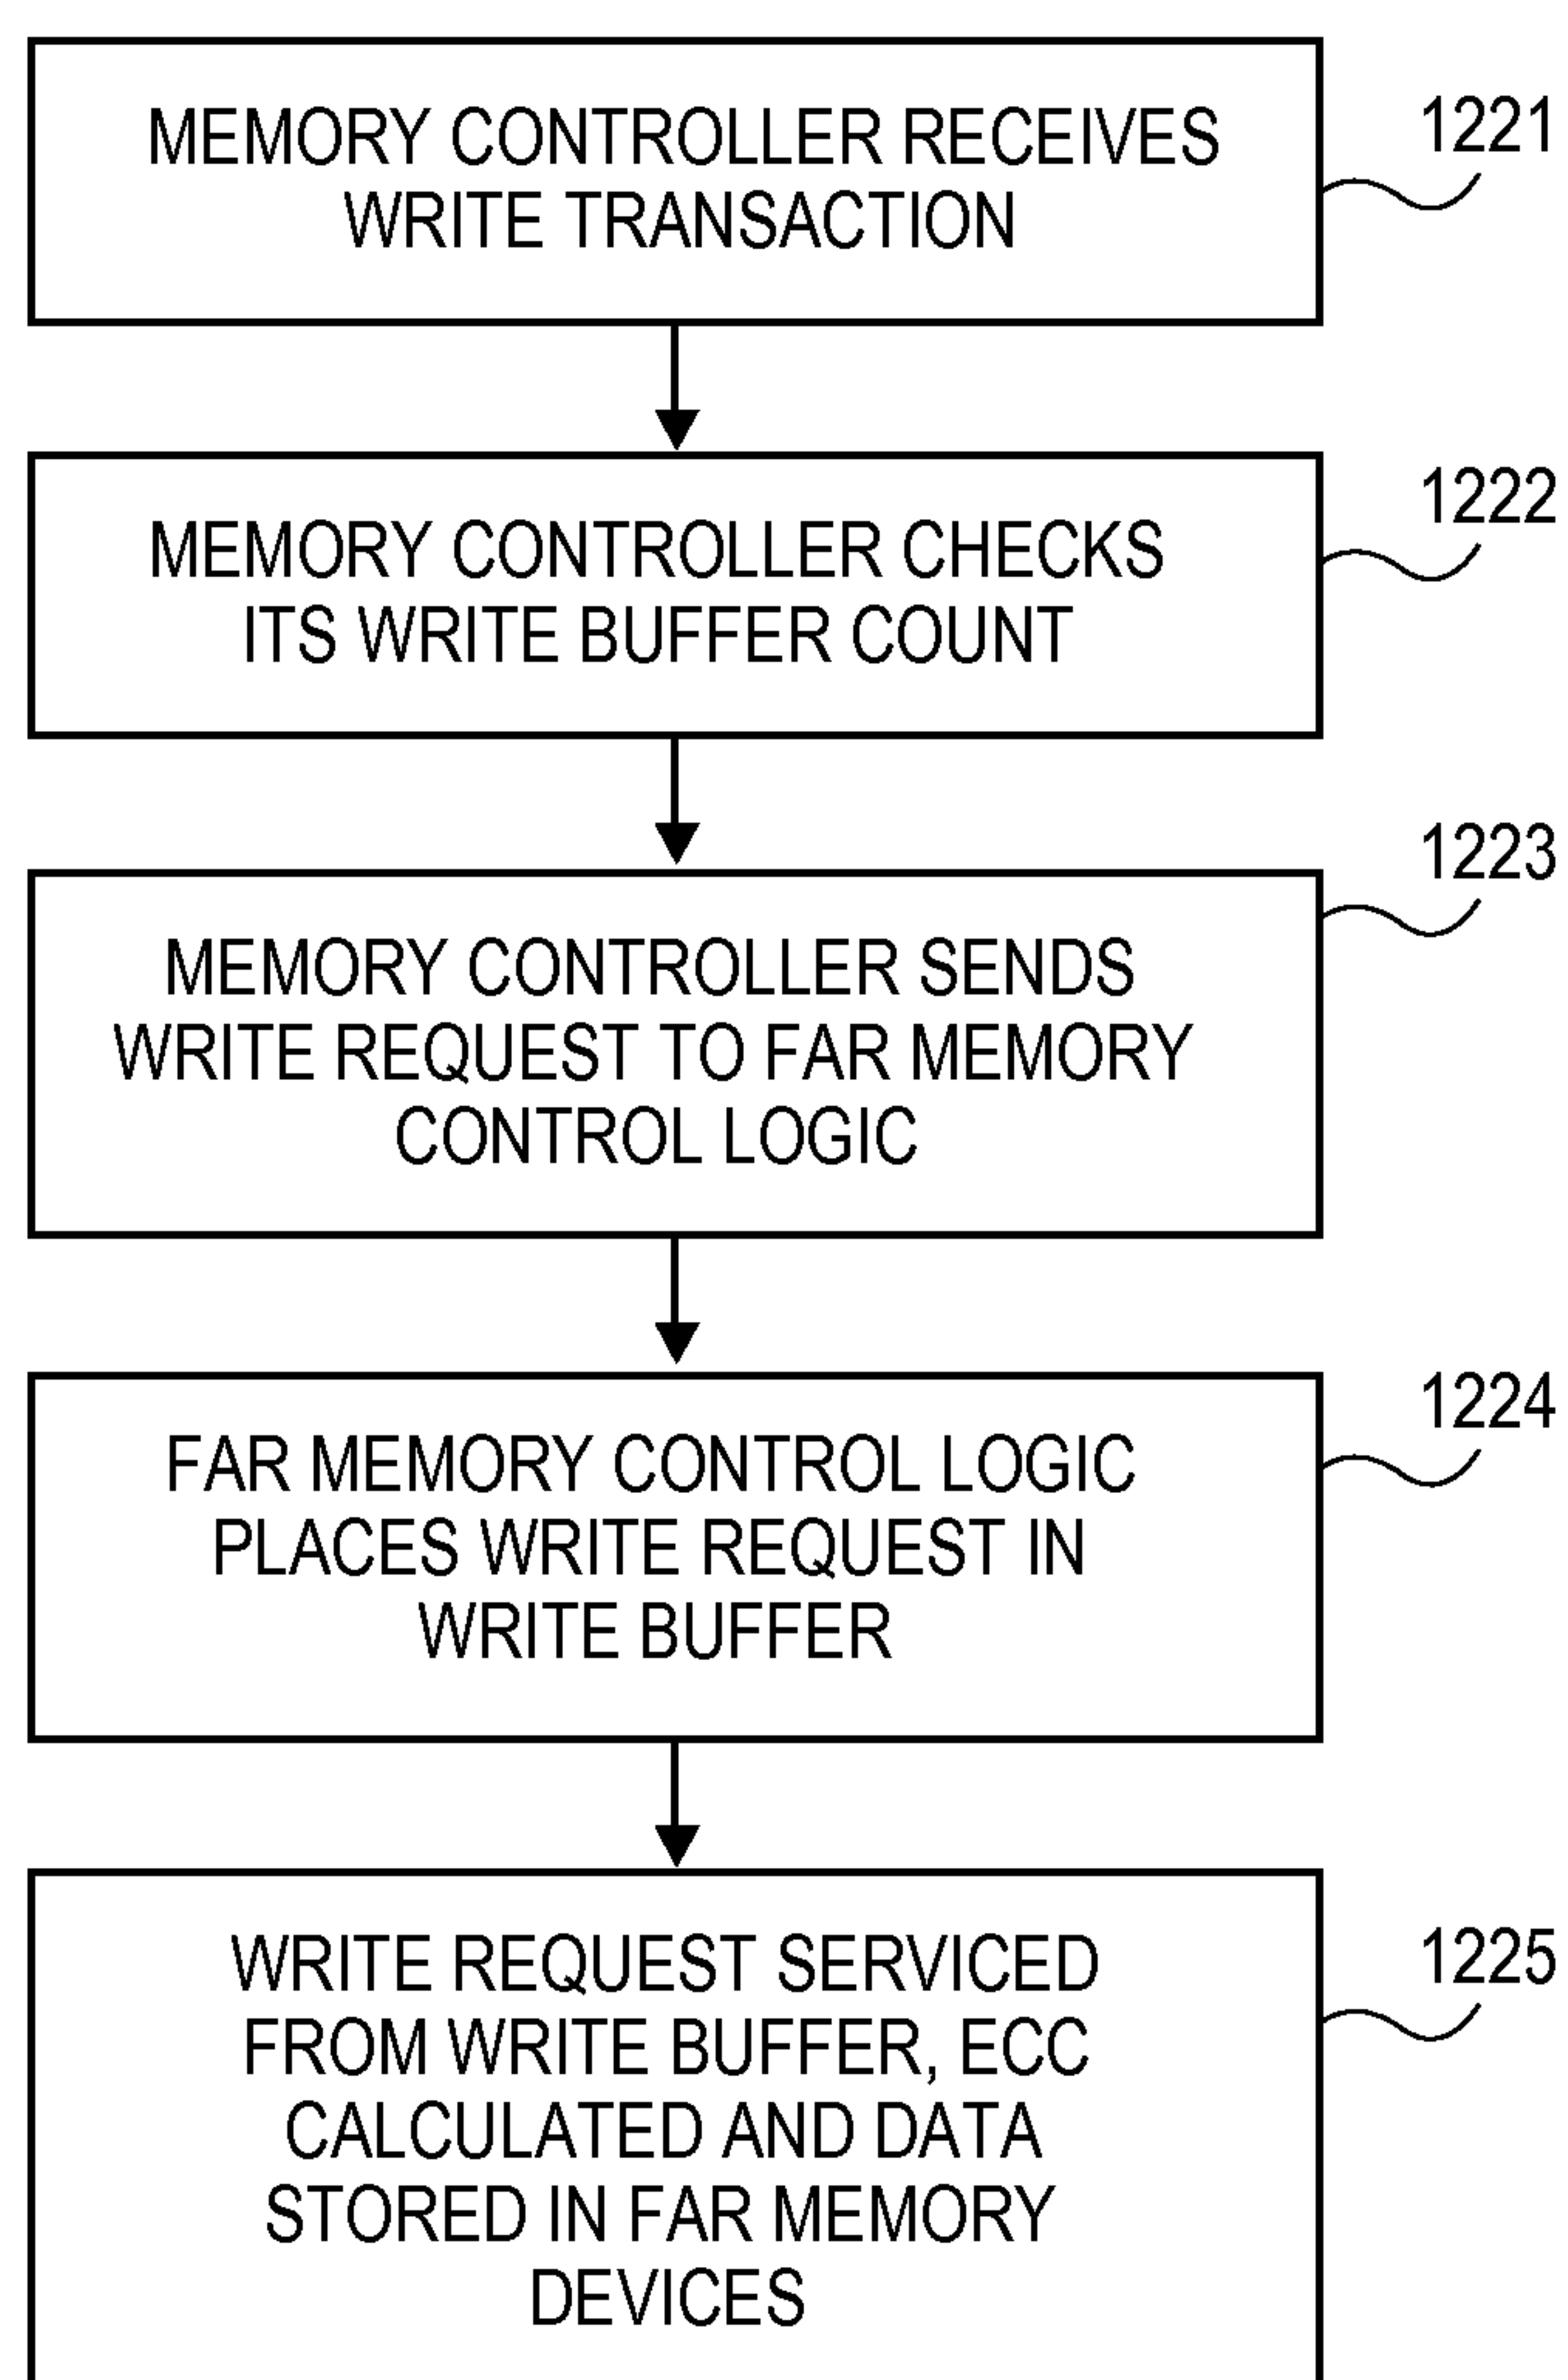 MEMORY CONTROLLER RECEIVES
WRITE TRANSACTION
1221
MEMORY CONTROLLER CHECKS
ITS WRITE BUFFER COUNT
1222
MEMORY CONTROLLER SENDS
WRITE REQUEST TO FAR MEMORY
CONTROL LOGIC
1223
FAR MEMORY CONTROL LOGIC
PLACES WRITE REQUEST IN
WRITE BUFFER
1224
WRITE REQUEST SERVICED
FROM WRITE BUFFER, ECC
CALCULATED AND DATA
STORED IN FAR MEMORY
DEVICES
1225